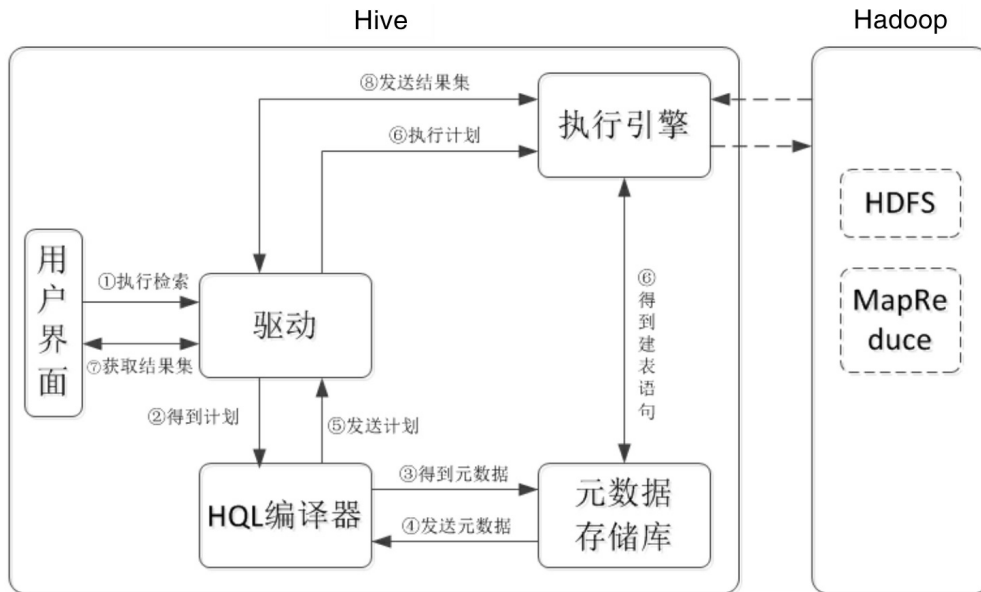 Hive
Hadoop
⑧发送结果集
执行引擎
⑥执行计划
HDFS
用
户
界
面
①执行检索
驱动
⑦获取结果集
⑥
得
到
建
表
语
句
MapRe
duce
②得到计划
⑤发送计划
HQL编译器
③得到元数据
④发送元数据
元数据
存储库